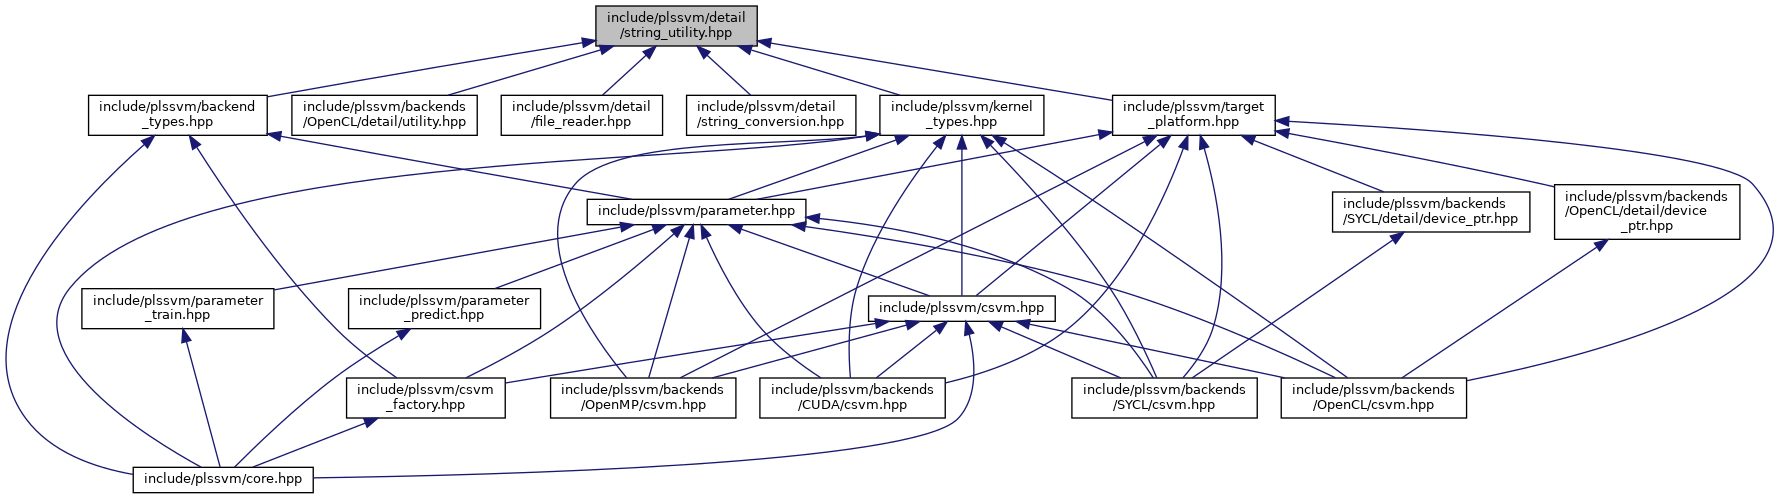 include/plssvm/detail
/string_utility.hpp
include/plssvm/backend
_types.hpp
include/plssvm/backends
/OpenCL/detail/utility.hpp
include/plssvm/detail
/file_reader.hpp
include/plssvm/detail
/string_conversion.hpp
include/plssvm/kernel
_types.hpp
include/plssvm/target
_platform.hpp
include/plssvm/parameter.hpp
include/plssvm/backends
/SYCL/detail/device_ptr.hpp
include/plssvm/backends
/OpenCL/detail/device
_ptr.hpp
include/plssvm/parameter
_train.hpp
include/plssvm/parameter
_predict.hpp
include/plssvm/csvm.hpp
include/plssvm/csvm
_factory.hpp
include/plssvm/backends
/OpenMP/csvm.hpp
include/plssvm/backends
/CUDA/csvm.hpp
include/plssvm/backends
/SYCL/csvm.hpp
include/plssvm/backends
/OpenCL/csvm.hpp
include/plssvm/core.hpp